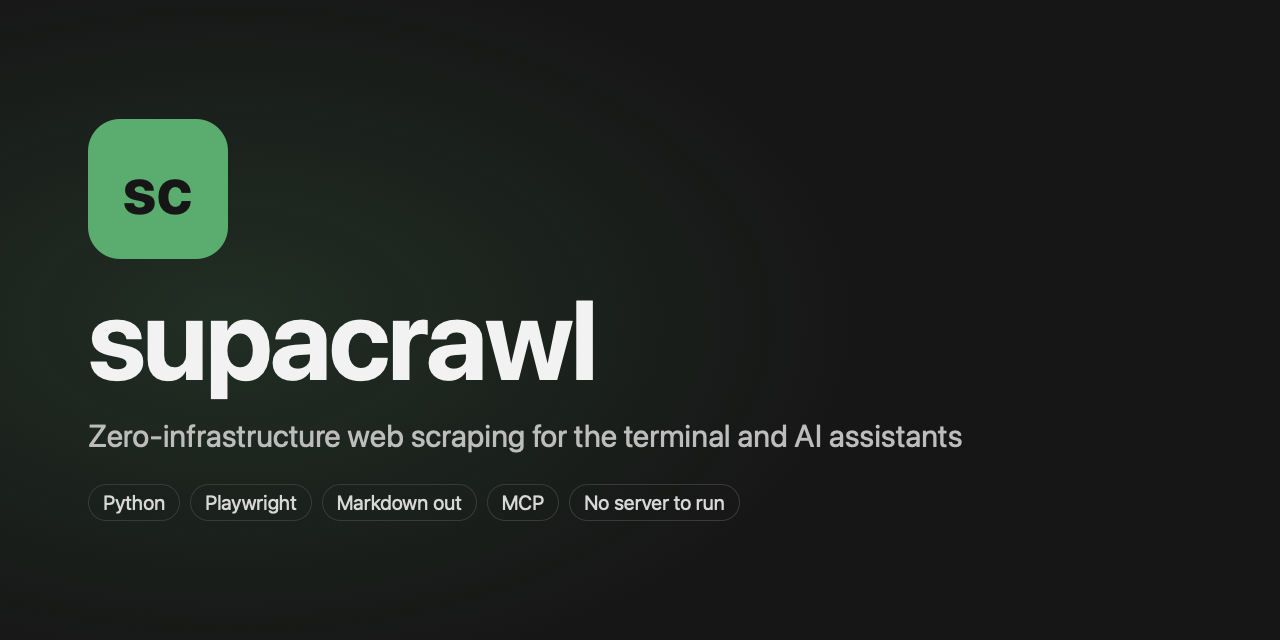 sc
supacrawl
Zero-infrastructure web scraping for the terminal and AI assistants
Python Playwright Markdown out MCP No server to run